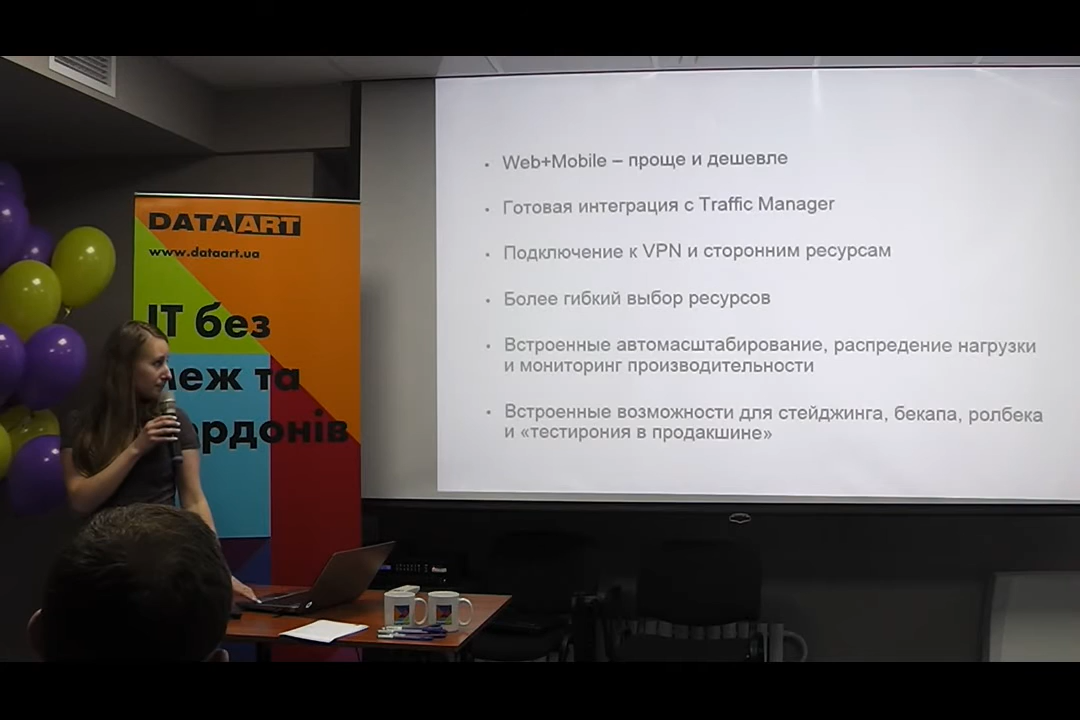 DATAART
www.dataart.ua
IT без
меж та
рдонів
• Web+Mobile – проще и дешевле
• Готовая интеграция с Traffic Manager
• Подключение к VPN и сторонним ресурсам
• Более гибкий выбор ресурсов
• Встроенные автомасштабирование, распредение нагрузки
и мониторинг производительности
• Встроенные возможности для стейджинга, бекапа, ролбека
и «тестирония в продакшине»